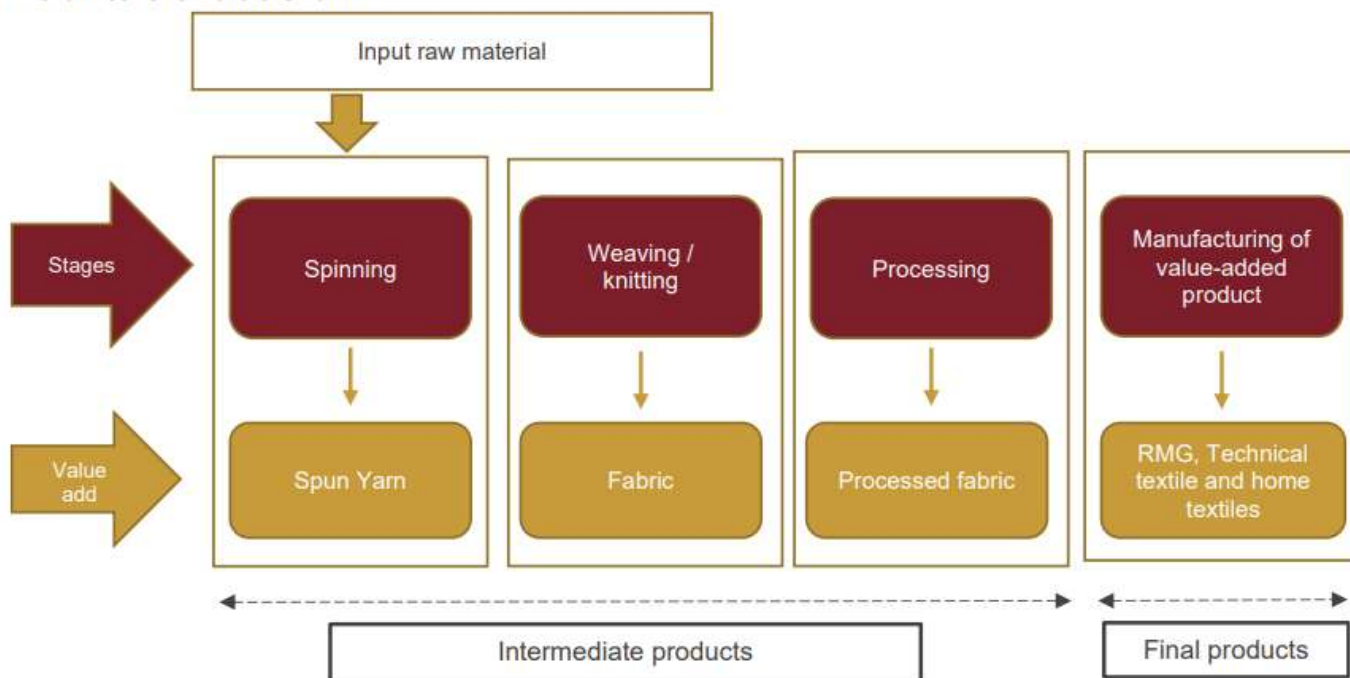 Input raw material
Stages
Spinning
Weaving /
knitting
Processing
Manufacturing of
value-added
product
Value
add
Spun Yarn
Fabric
Processed fabric
RMG, Technical
textile and home
textiles
Intermediate products
Final products